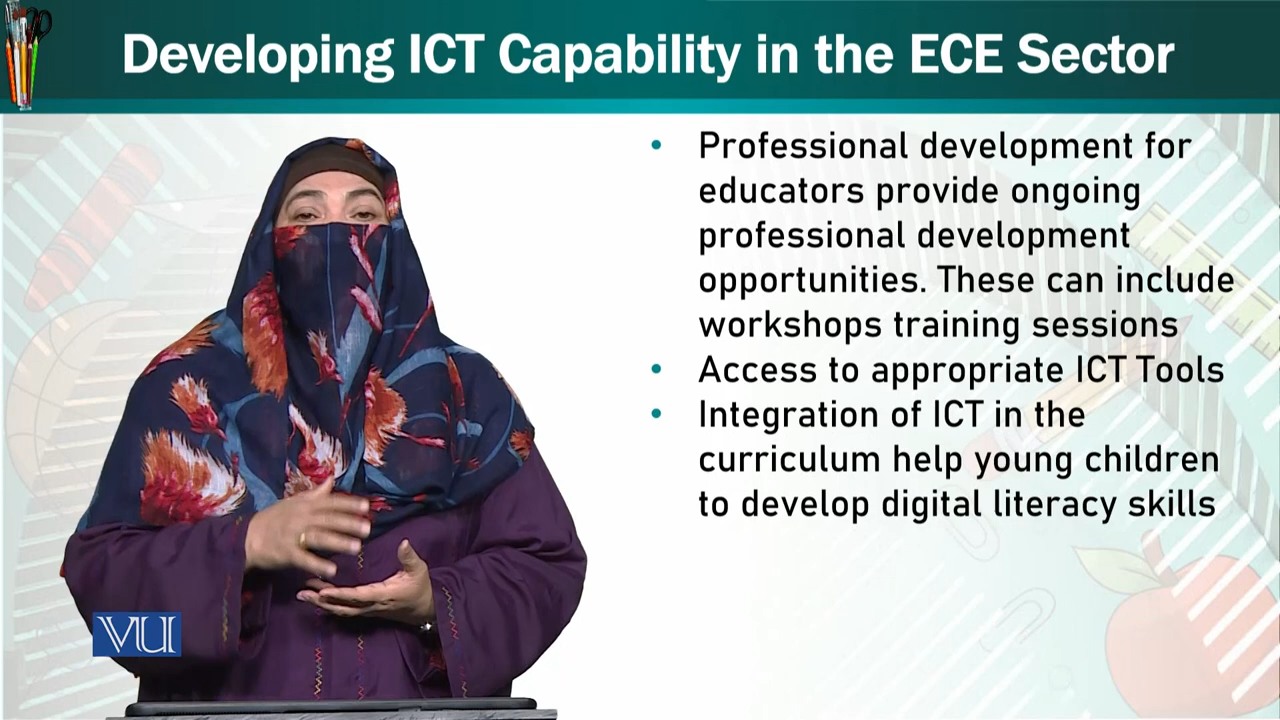 Developing ICT Capability in the ECE Sector
• Professional development for
educators provide ongoing
professional development
opportunities. These can include
workshops training sessions
• Access to appropriate ICT Tools
• Integration of ICT in the
curriculum help young children
to develop digital literacy skills
VU